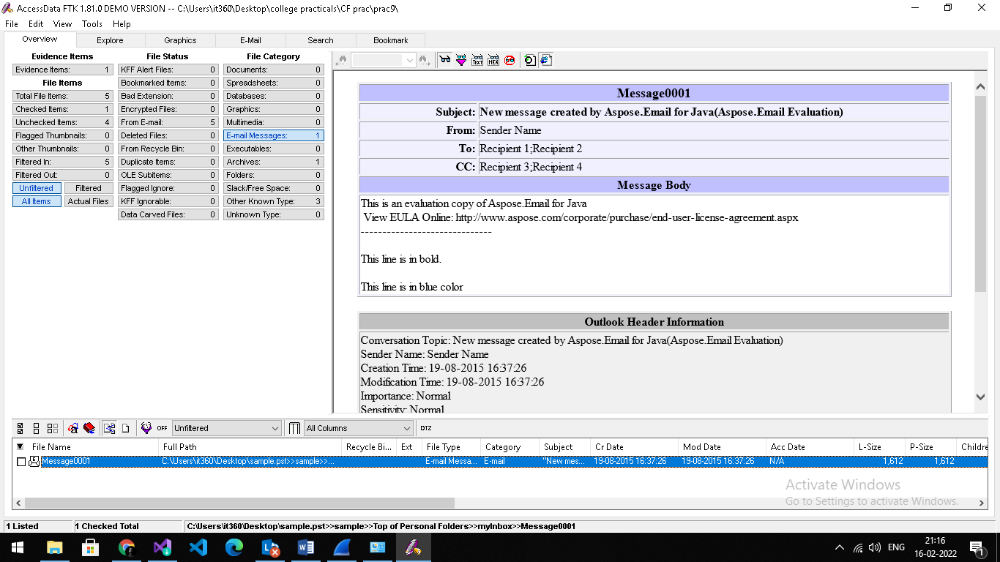 AccessData FTK 1.81.0 DEMO VERSION -- C:\Users\it360\Desktop\college practicals\CF prac\prac9\
File Edit View Tools Help
Overview Explore Graphics E-Mail Search Bookmark
Evidence Items File Status File Category
Evidence Items: 1 KFF Alert Files: 0 Documents: 0
File Items Bookmarked Items: 0 Spreadsheets: 0
Total File Items: 5 Bad Extension: 0 Databases: 0
Checked Items: 1 Encrypted Files: 0 Graphics: 0
Unchecked Items: 4 From E-mail: 5 Multimedia: 0
Flagged Thumbnails: 0 Deleted Files: 0 E-mail Messages: 1
Other Thumbnails: 0 From Recycle Bin: 0 Executables: 0
Filtered In: 5 Duplicate Items: 0 Archives: 1
Filtered Out: 0 OLE Subitems: 0 Folders: 0
Unfiltered Filtered Flagged Ignore: 0 Slack/Free Space: 0
All Items Actual Files KFF Ignorable: 0 Other Known Type: 3
Data Carved Files: 0 Unknown Type: 0
TEXT HEX
Message0001
Subject: New message created by Aspose.Email for Java(Aspose.Email Evaluation)
From: Sender Name
To: Recipient 1;Recipient 2
CC: Recipient 3;Recipient 4
Message Body
This is an evaluation copy of Aspose.Email for Java
View EULA Online: http://www.aspose.com/corporate/purchase/end-user-license-agreement.aspx
------------------------------
This line is in bold.
This line is in blue color
Outlook Header Information
Conversation Topic: New message created by Aspose.Email for Java(Aspose.Email Evaluation)
Sender Name: Sender Name
Creation Time: 19-08-2015 16:37:26
Modification Time: 19-08-2015 16:37:26
Importance: Normal
Sensitivity: Normal
OFF Unfiltered All Columns DTZ
File Name Full Path Recycle Bi... Ext File Type Category Subject Cr Date Mod Date Acc Date L-Size P-Size Childre
Message0001 C:\Users\it360\Desktop\sample.pst>>sample>>... E-mail Messa... E-mail "New mes... 19-08-2015 16:37:26 19-08-2015 16:37:26 N/A 1,612 1,612
Activate Windows
Go to Settings to activate Windows.
1 Listed 1 Checked Total C:\Users\it360\Desktop\sample.pst>>sample>>Top of Personal Folders>>myInbox>>Message0001
ENG 21:16
16-02-2022 1